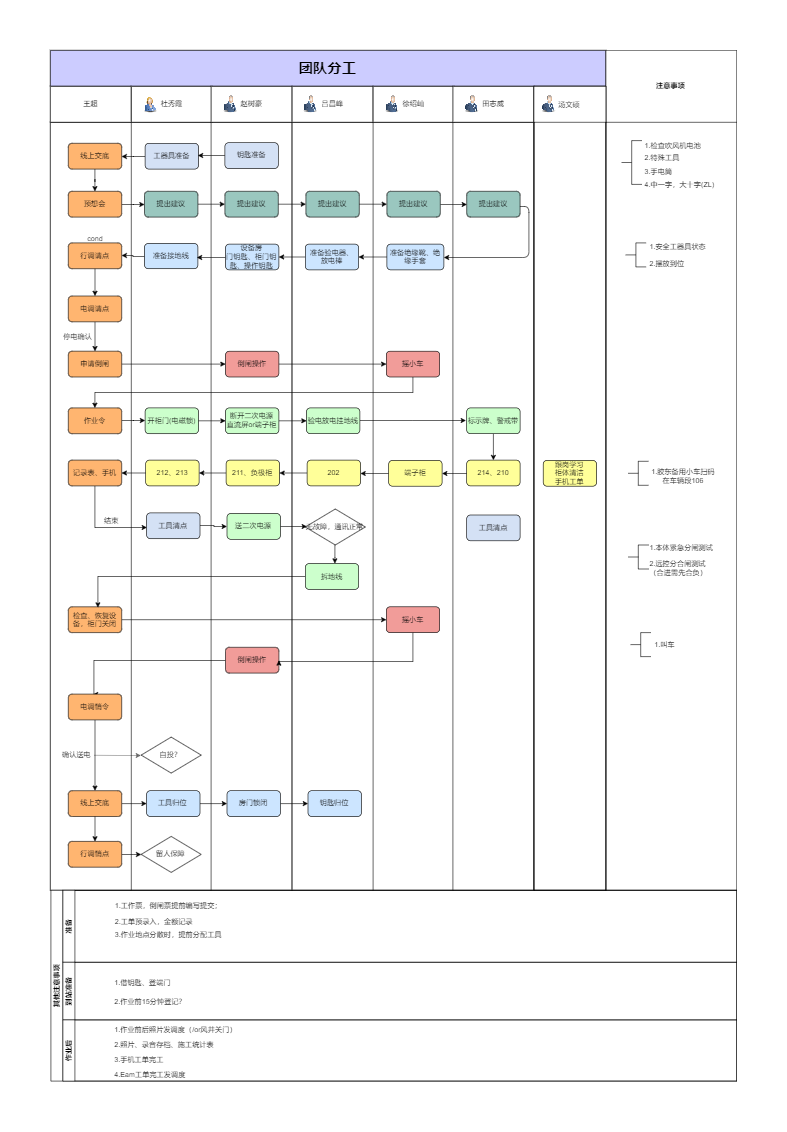 团队分工
注意事项
王超
杜秀霞
赵树豪
吕昌峰
徐绍灿
田志威
汤文硕
线上交底
工器具准备
钥匙准备
1.检查吹风机电池
2.特殊工具
3.手电筒
4.中一字，大十字(ZL)
预想会
提出建议
提出建议
提出建议
提出建议
提出建议
cond
行调请点
准备接地线
设备房
门钥匙、柜门钥
匙、操作钥匙
准备验电器、
放电棒
准备绝缘靴、绝
缘手套
1.安全工器具状态
2.摆放到位
电调请点
停电确认
申请倒闸
倒闸操作
摇小车
作业令
开柜门(电磁锁)
断开二次电源
直流屏or端子柜
验电放电挂地线
标示牌、警戒带
记录表、手机
212、213
211、负极柜
202
端子柜
214、210
跟岗学习
柜体清洁
手机工单
1.胶东备用小车扫码
在车辆段106
结束
工具清点
送二次电源
无故障，通讯正常
工具清点
1.本体紧急分闸测试
2.远控分合闸测试
（合进需先合负）
拆地线
检查、恢复设
备，柜门关闭
摇小车
倒闸操作
1.叫车
电调销令
确认送电
自投?
线上交底
工具归位
房门锁闭
钥匙归位
行调销点
留人保障
其他注意事项
准备
1.工作票，倒闸票提前编写提交；
2.工单预录入，金额记录
3.作业地点分散时，提前分配工具
到站准备
1.借钥匙、登端门
2.作业前15分钟登记?
作业后
1.作业前后照片发调度（/or风井关门）
2.照片、录音存档、施工统计表
3.手机工单完工
4.Eam工单完工发调度